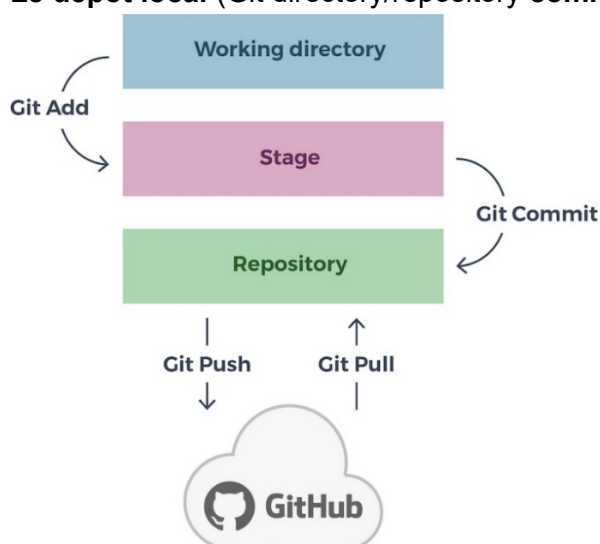 Le dépôt local (Git directory/repository
Working directory
Git Add
Stage
Git Commit
Repository
Git Push
Git Pull
GitHub